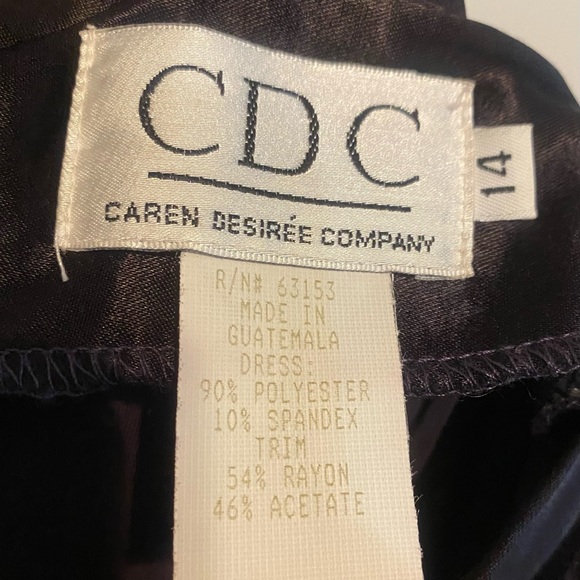 CDC
CAREN DESIRÉE COMPANY
14
R/N# 63153
MADE IN
GUATEMALA
DRESS:
90% POLYESTER
10% SPANDEX
TRIM
54% RAYON
46% ACETATE